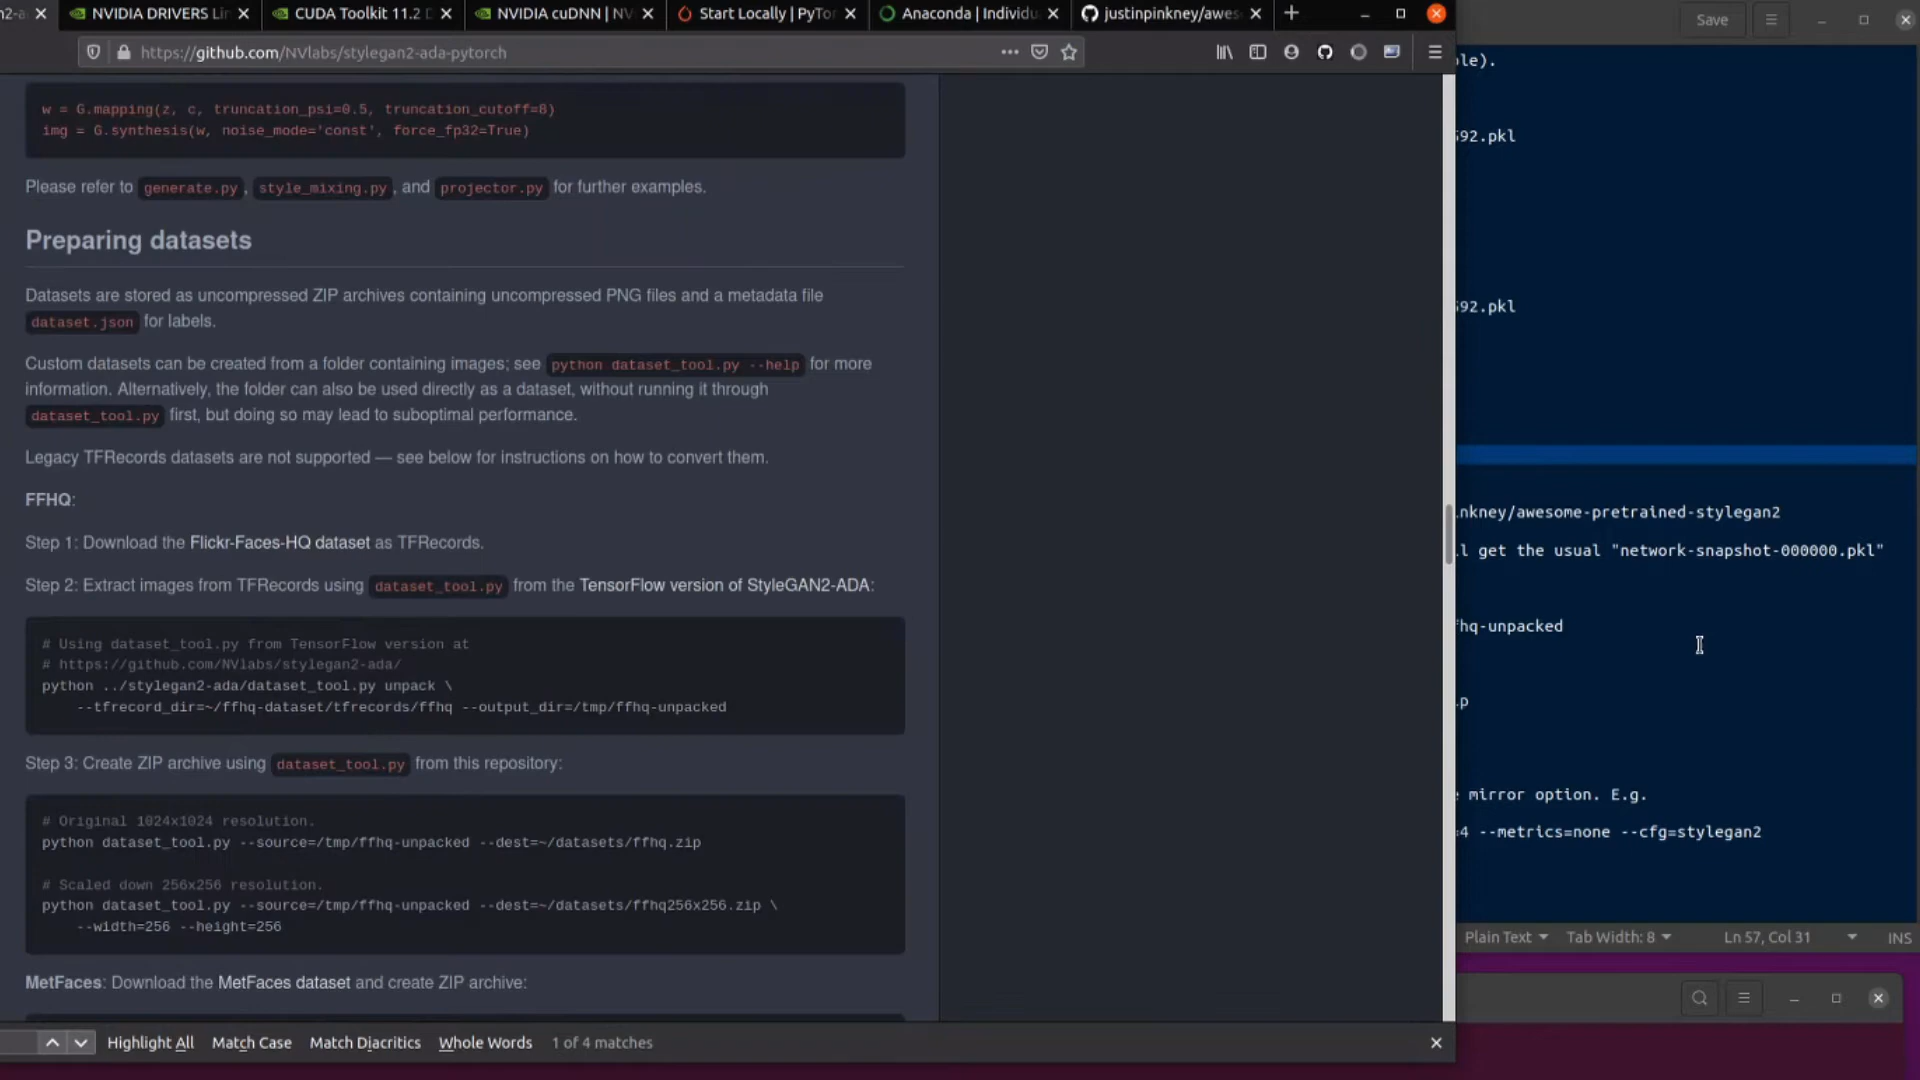 n2-a
NVIDIA DRIVERS Lin
CUDA Toolkit 11.2 D
NVIDIA cuDNN | NV
Start Locally | PyTor
Anaconda | Individu
justinpinkney/awes
Save
https://github.com/NVlabs/stylegan2-ada-pytorch
w = G.mapping(z, c, truncation_psi=0.5, truncation_cutoff=8)
img = G.synthesis(w, noise_mode='const', force_fp32=True)
Please refer to generate.py, style_mixing.py, and projector.py for further examples.
Preparing datasets
Datasets are stored as uncompressed ZIP archives containing uncompressed PNG files and a metadata file
dataset.json for labels.
Custom datasets can be created from a folder containing images; see python dataset_tool.py --help for more
information. Alternatively, the folder can also be used directly as a dataset, without running it through
dataset_tool.py first, but doing so may lead to suboptimal performance.
Legacy TFRecords datasets are not supported — see below for instructions on how to convert them.
FFHQ:
Step 1: Download the Flickr-Faces-HQ dataset as TFRecords.
Step 2: Extract images from TFRecords using dataset_tool.py from the TensorFlow version of StyleGAN2-ADA:
# Using dataset_tool.py from TensorFlow version at
# https://github.com/NVlabs/stylegan2-ada/
python ../stylegan2-ada/dataset_tool.py unpack \
--tfrecord_dir=~/ffhq-dataset/tfrecords/ffhq --output_dir=/tmp/ffhq-unpacked
Step 3: Create ZIP archive using dataset_tool.py from this repository:
# Original 1024x1024 resolution.
python dataset_tool.py --source=/tmp/ffhq-unpacked --dest=~/datasets/ffhq.zip
# Scaled down 256x256 resolution.
python dataset_tool.py --source=/tmp/ffhq-unpacked --dest=~/datasets/ffhq256x256.zip \
--width=256 --height=256
MetFaces: Download the MetFaces dataset and create ZIP archive:
Highlight All
Match Case
Match Diacritics
Whole Words
1 of 4 matches
le).
592.pkl
592.pkl
inkney/awesome-pretrained-stylegan2
l get the usual "network-snapshot-000000.pkl"
fhq-unpacked
ip
e mirror option. E.g.
=4 --metrics=none --cfg=stylegan2
Plain Text
Tab Width: 8
Ln 57, Col 31
INS